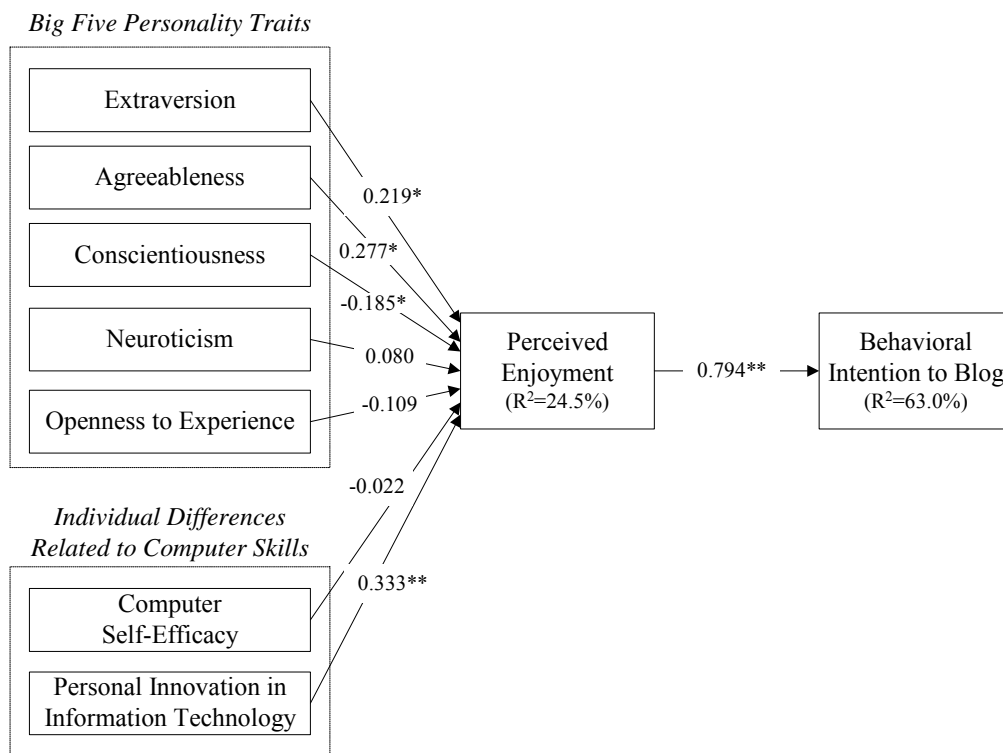 Big Five Personality Traits
Extraversion
Agreeableness
Conscientiousness
Neuroticism
Openness to Experience
0.219*
0.277*
-0.185*
0.080
-0.109
Perceived
Enjoyment
(R²=24.5%)
0.794**
Behavioral
Intention to Blog
(R²=63.0%)
-0.022
0.333**
Individual Differences
Related to Computer Skills
Computer
Self-Efficacy
Personal Innovation in
Information Technology